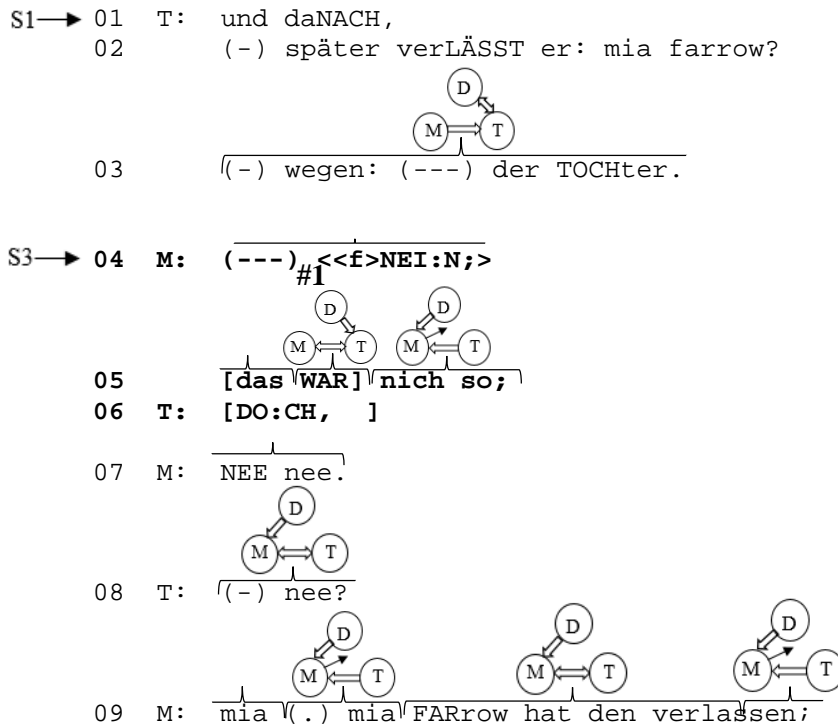 S1 01 T: und daNACH,
02 (-) später verLÄSST er: mia farrow?
D
M T
03 (-) wegen: (---) der TOCHter.
S3 04 M: (---) <<f>NEI:N;>
#1
D D
M T M T
05 [das WAR] nich so;
06 T: [DO:CH, ]
07 M: NEE nee.
D
M T
08 T: (-) nee?
D D D
M T M T M T
09 M: mia (.) mia FARrow hat den verlassen;